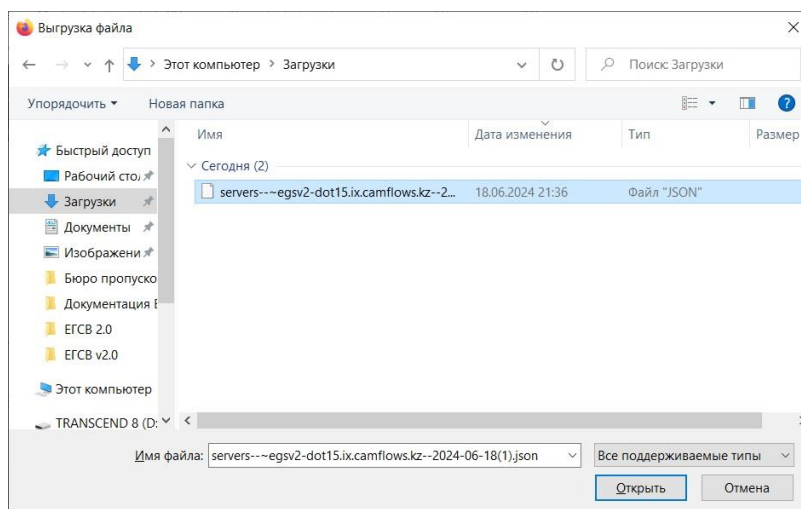 Выгрузка файла
Этот компьютер > Загрузки
Поиск: Загрузки
Упорядочить
Новая папка
Имя
Дата изменения
Тип
Размер
Быстрый доступ
Рабочий сто
Загрузки
Документы
Изображени
Бюро пропуско
Документация Е
ЕГСВ 2.0
ЕГСВ v2.0
Этот компьютер
TRANSCEND 8 (D:
Сегодня (2)
servers--~egsv2-dot15.ix.camflows.kz--2... 18.06.2024 21:36 Файл "JSON"
Имя файла: servers--~egsv2-dot15.ix.camflows.kz--2024-06-18(1).json
Все поддерживаемые типы
Открыть
Отмена